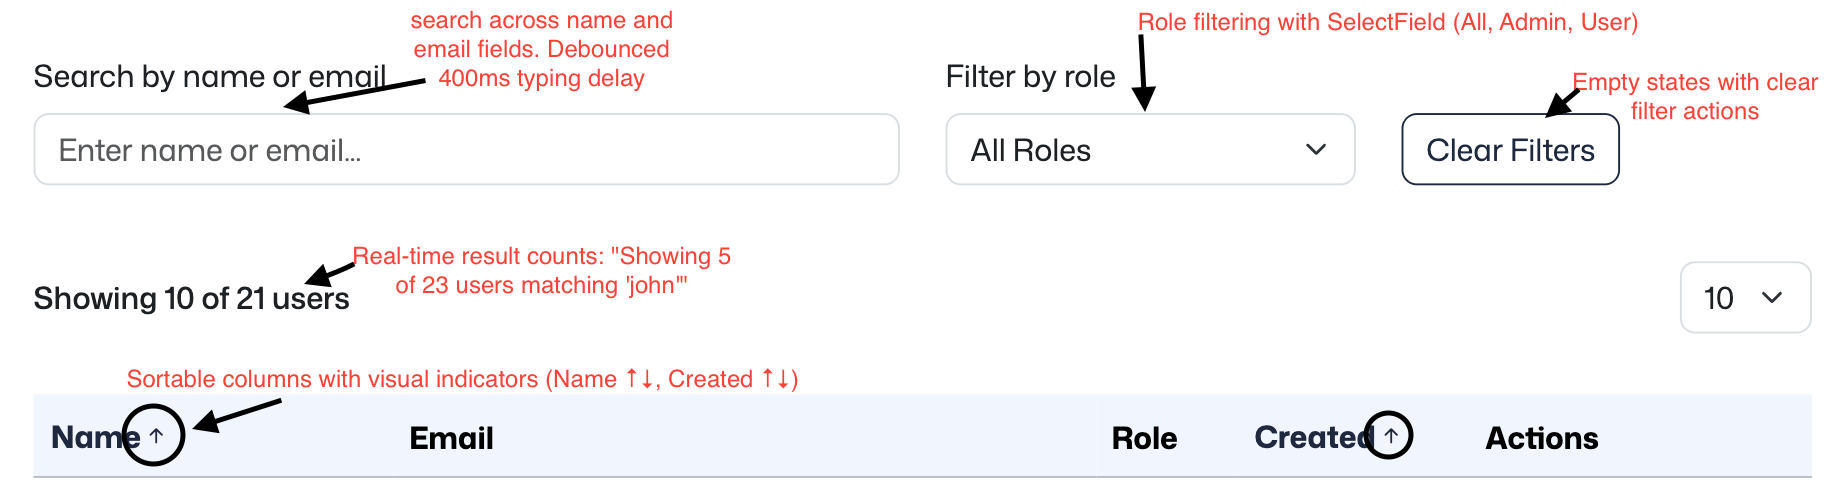 search across name and
email fields. Debounced
400ms typing delay
Role filtering with SelectField (All, Admin, User)
Search by name or email
Filter by role
Empty states with clear
filter actions
Enter name or email...
All Roles
Clear Filters
Real-time result counts: "Showing 5
of 23 users matching 'john'"
Showing 10 of 21 users
10
Sortable columns with visual indicators (Name ↑↓, Created ↑↓)
Name ↑ Email Role Created ↑ Actions